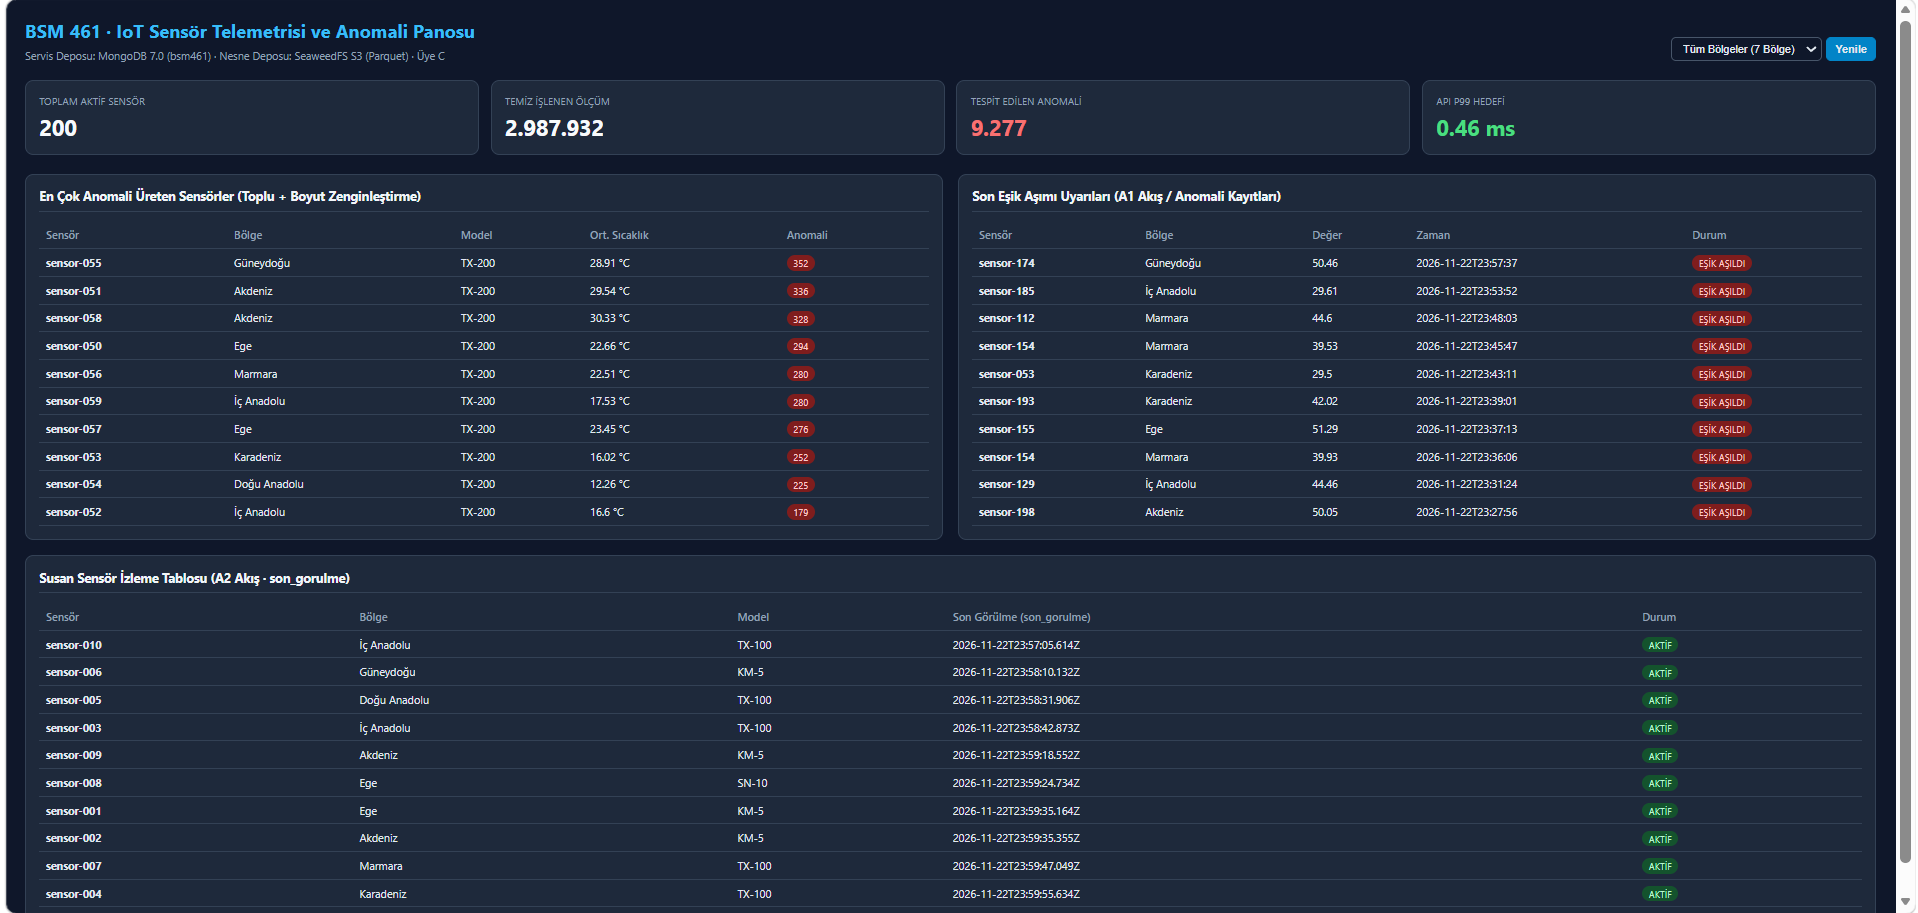 BSM 461 · IoT Sensör Telemetrisi ve Anomali Panosu
Servis Deposu: MongoDB 7.0 (bsm461) · Nesne Deposu: SeaweedFS S3 (Parquet) · Üye C
Tüm Bölgeler (7 Bölge) Yenile
TOPLAM AKTİF SENSÖR
200
TEMİZ İŞLENEN ÖLÇÜM
2.987.932
TESPİT EDİLEN ANOMALİ
9.277
API P99 HEDEFİ
0.46 ms
En Çok Anomali Üreten Sensörler (Toplu + Boyut Zenginleştirme)
Sensör Bölge Model Ort. Sıcaklık Anomali
sensor-055 Güneydoğu TX-200 28.91 °C 352
sensor-051 Akdeniz TX-200 29.54 °C 336
sensor-058 Akdeniz TX-200 30.33 °C 328
sensor-050 Ege TX-200 22.66 °C 294
sensor-056 Marmara TX-200 22.51 °C 280
sensor-059 İç Anadolu TX-200 17.53 °C 280
sensor-057 Ege TX-200 23.45 °C 276
sensor-053 Karadeniz TX-200 16.02 °C 252
sensor-054 Doğu Anadolu TX-200 12.26 °C 225
sensor-052 İç Anadolu TX-200 16.6 °C 179
Son Eşik Aşımı Uyarıları (A1 Akış / Anomali Kayıtları)
Sensör Bölge Değer Zaman Durum
sensor-174 Güneydoğu 50.46 2026-11-22T23:57:37 EŞİK AŞILDI
sensor-185 İç Anadolu 29.61 2026-11-22T23:53:52 EŞİK AŞILDI
sensor-112 Marmara 44.6 2026-11-22T23:48:03 EŞİK AŞILDI
sensor-154 Marmara 39.53 2026-11-22T23:45:47 EŞİK AŞILDI
sensor-053 Karadeniz 29.5 2026-11-22T23:43:11 EŞİK AŞILDI
sensor-193 Karadeniz 42.02 2026-11-22T23:39:01 EŞİK AŞILDI
sensor-155 Ege 51.29 2026-11-22T23:37:13 EŞİK AŞILDI
sensor-154 Marmara 39.93 2026-11-22T23:36:06 EŞİK AŞILDI
sensor-129 İç Anadolu 44.46 2026-11-22T23:31:24 EŞİK AŞILDI
sensor-198 Akdeniz 50.05 2026-11-22T23:27:56 EŞİK AŞILDI
Susan Sensör İzleme Tablosu (A2 Akış · son_gorulme)
Sensör Bölge Model Son Görülme (son_gorulme) Durum
sensor-010 İç Anadolu TX-100 2026-11-22T23:57:05.614Z AKTİF
sensor-006 Güneydoğu KM-5 2026-11-22T23:58:10.132Z AKTİF
sensor-005 Doğu Anadolu TX-100 2026-11-22T23:58:31.906Z AKTİF
sensor-003 İç Anadolu TX-100 2026-11-22T23:58:42.873Z AKTİF
sensor-009 Akdeniz KM-5 2026-11-22T23:59:18.552Z AKTİF
sensor-008 Ege SN-10 2026-11-22T23:59:24.734Z AKTİF
sensor-001 Ege KM-5 2026-11-22T23:59:35.164Z AKTİF
sensor-002 Akdeniz KM-5 2026-11-22T23:59:35.355Z AKTİF
sensor-007 Marmara TX-100 2026-11-22T23:59:47.049Z AKTİF
sensor-004 Karadeniz TX-100 2026-11-22T23:59:55.634Z AKTİF